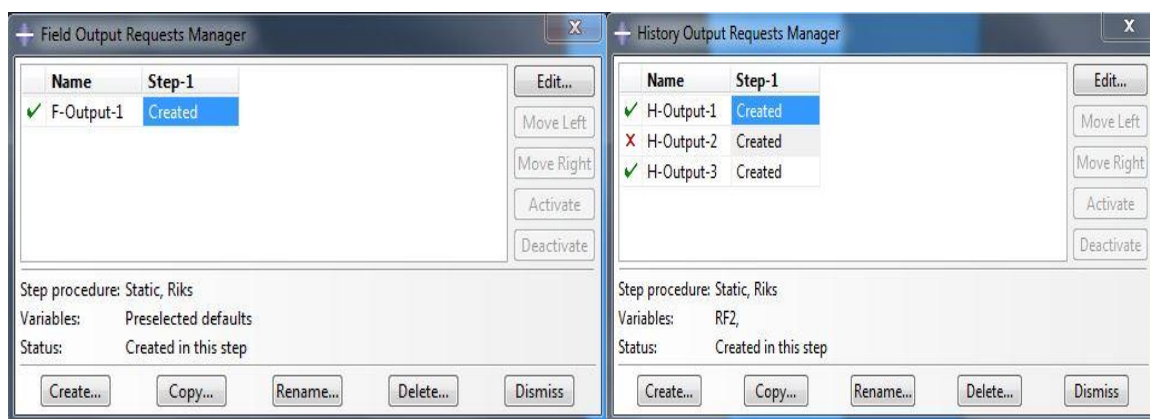 Field Output Requests Manager
X
Name Step-1
✓ F-Output-1 Created
Edit...
Move Left
Move Right
Activate
Deactivate
Step procedure: Static, Riks
Variables: Preselected defaults
Status: Created in this step
Create... Copy... Rename... Delete... Dismiss
History Output Requests Manager
X
Name Step-1
✓ H-Output-1 Created
X H-Output-2 Created
✓ H-Output-3 Created
Edit...
Move Left
Move Right
Activate
Deactivate
Step procedure: Static, Riks
Variables: RF2,
Status: Created in this step
Create... Copy... Rename... Delete... Dismiss